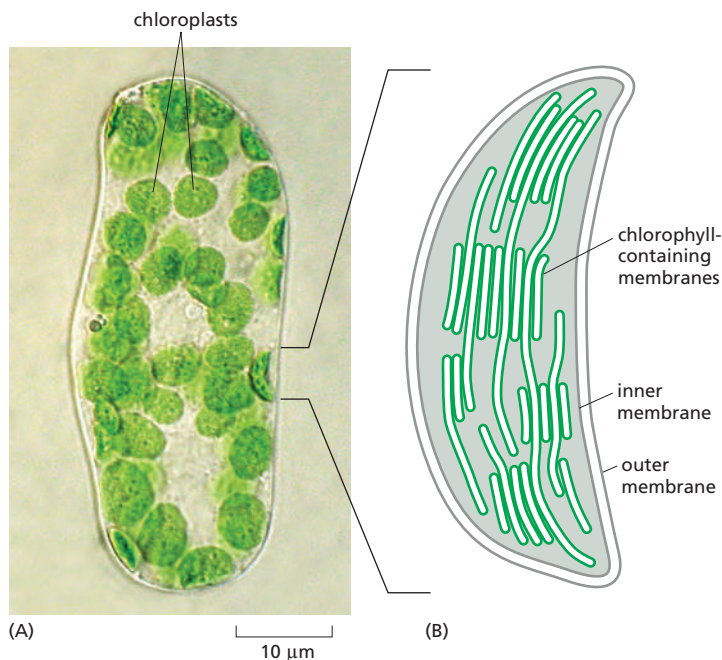 chloroplasts
chlorophyll-
containing
membranes
inner
membrane
outer
membrane
(A)
10 μm
(B)